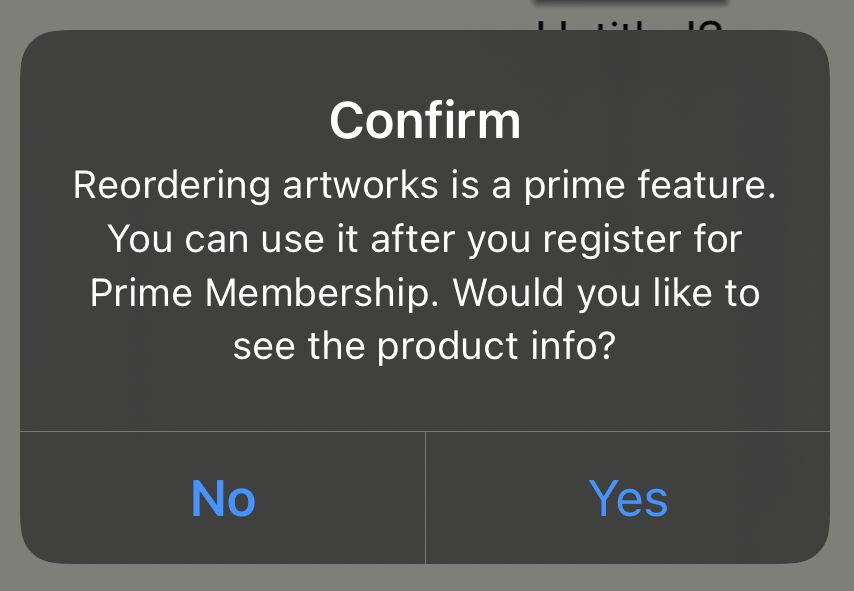 Confirm
Reordering artworks is a prime feature.
You can use it after you register for
Prime Membership. Would you like to
see the product info?
No
Yes